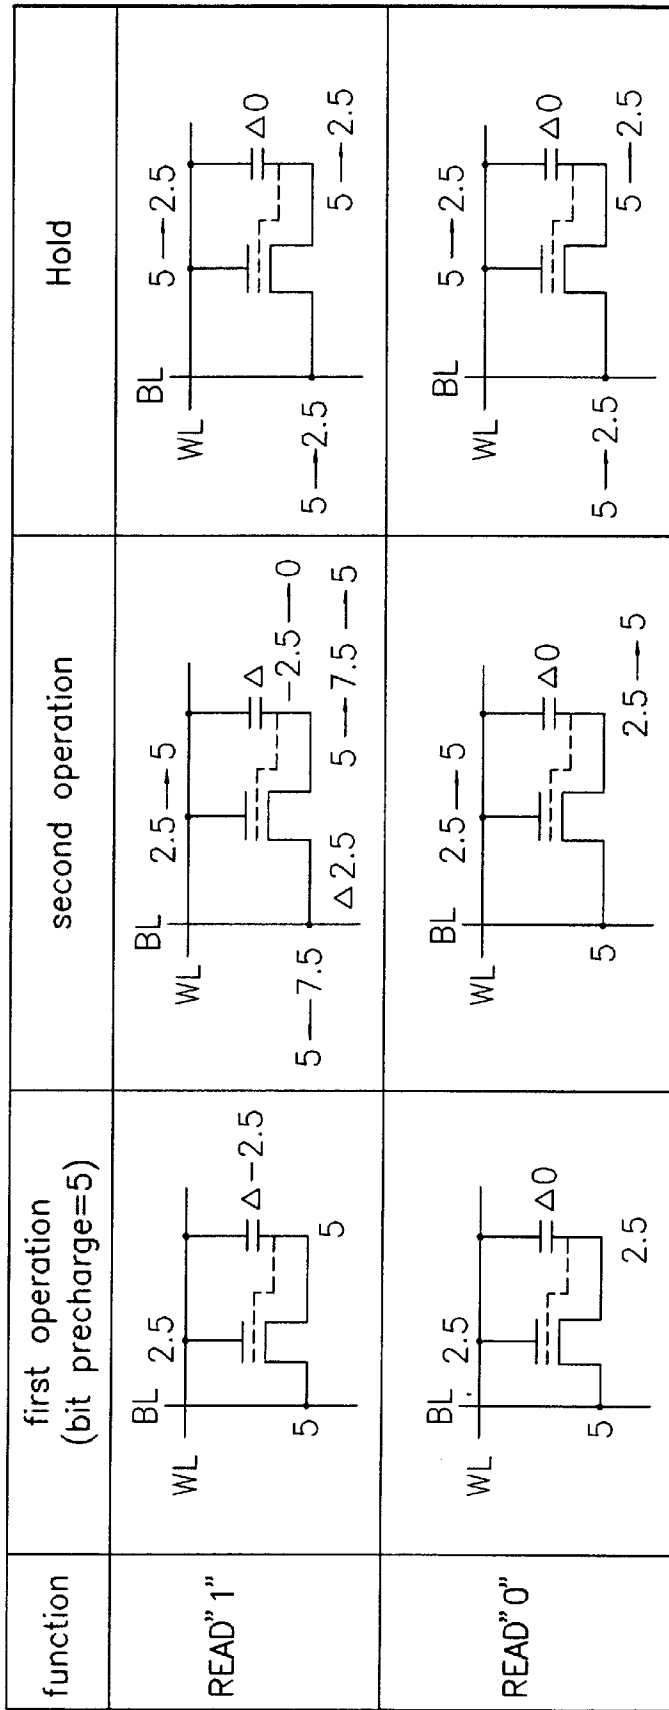 function
first operation
(bit precharge=5)
second operation
Hold
READ"1"
BL
WL
2.5
Δ-2.5
5
5
BL
WL
2.5→5
Δ
-2.5—0
5→7.5—5
Δ2.5
5—7.5
BL
WL
5→2.5
Δ0
5→2.5
5→2.5
READ"0"
BL
WL
2.5
Δ0
2.5
5
BL
WL
2.5→5
Δ0
2.5→5
5
BL
WL
5→2.5
Δ0
5→2.5
5→2.5